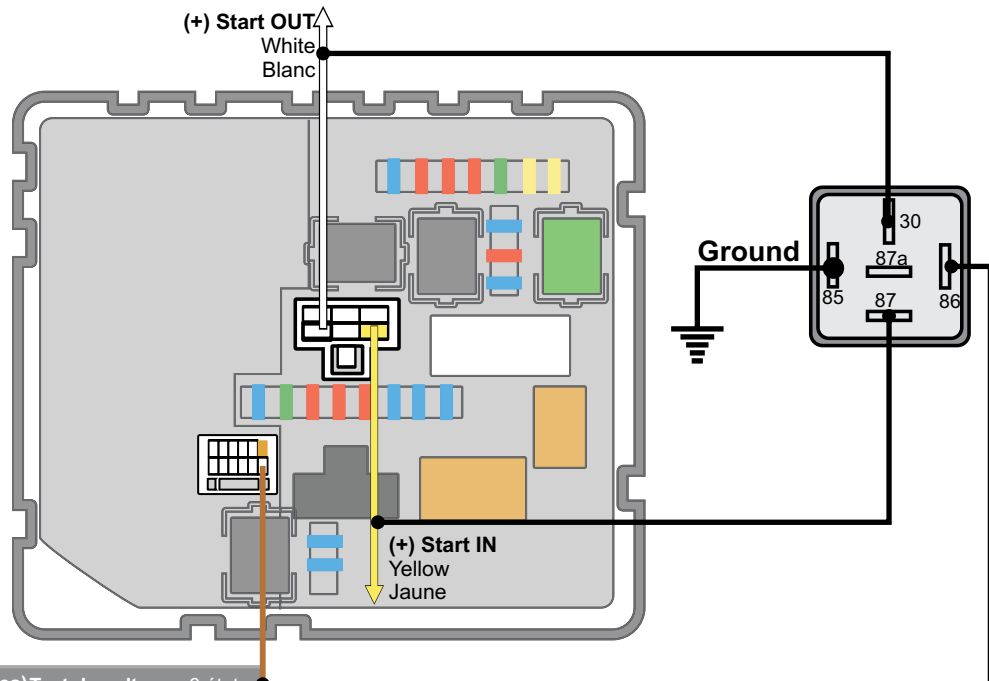 (+) Start OUT
White
Blanc
30
Ground
87a
85
87
86
(+) Start IN
Yellow
Jaune